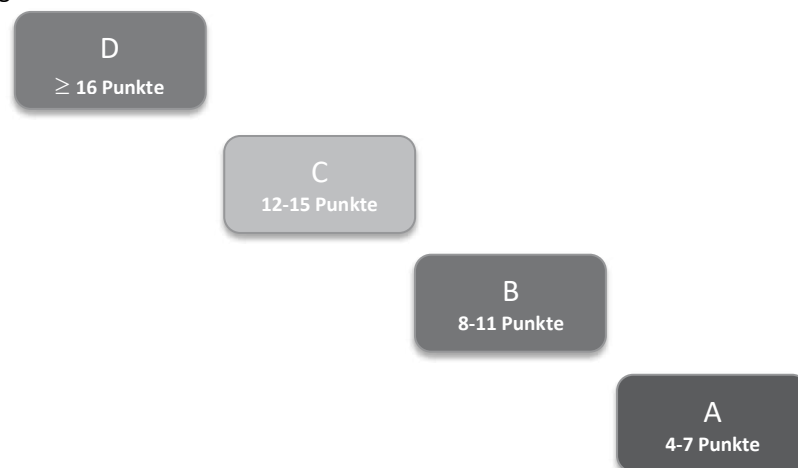 D
≥ 16 Punkte
C
12-15 Punkte
B
8-11 Punkte
A
4-7 Punkte